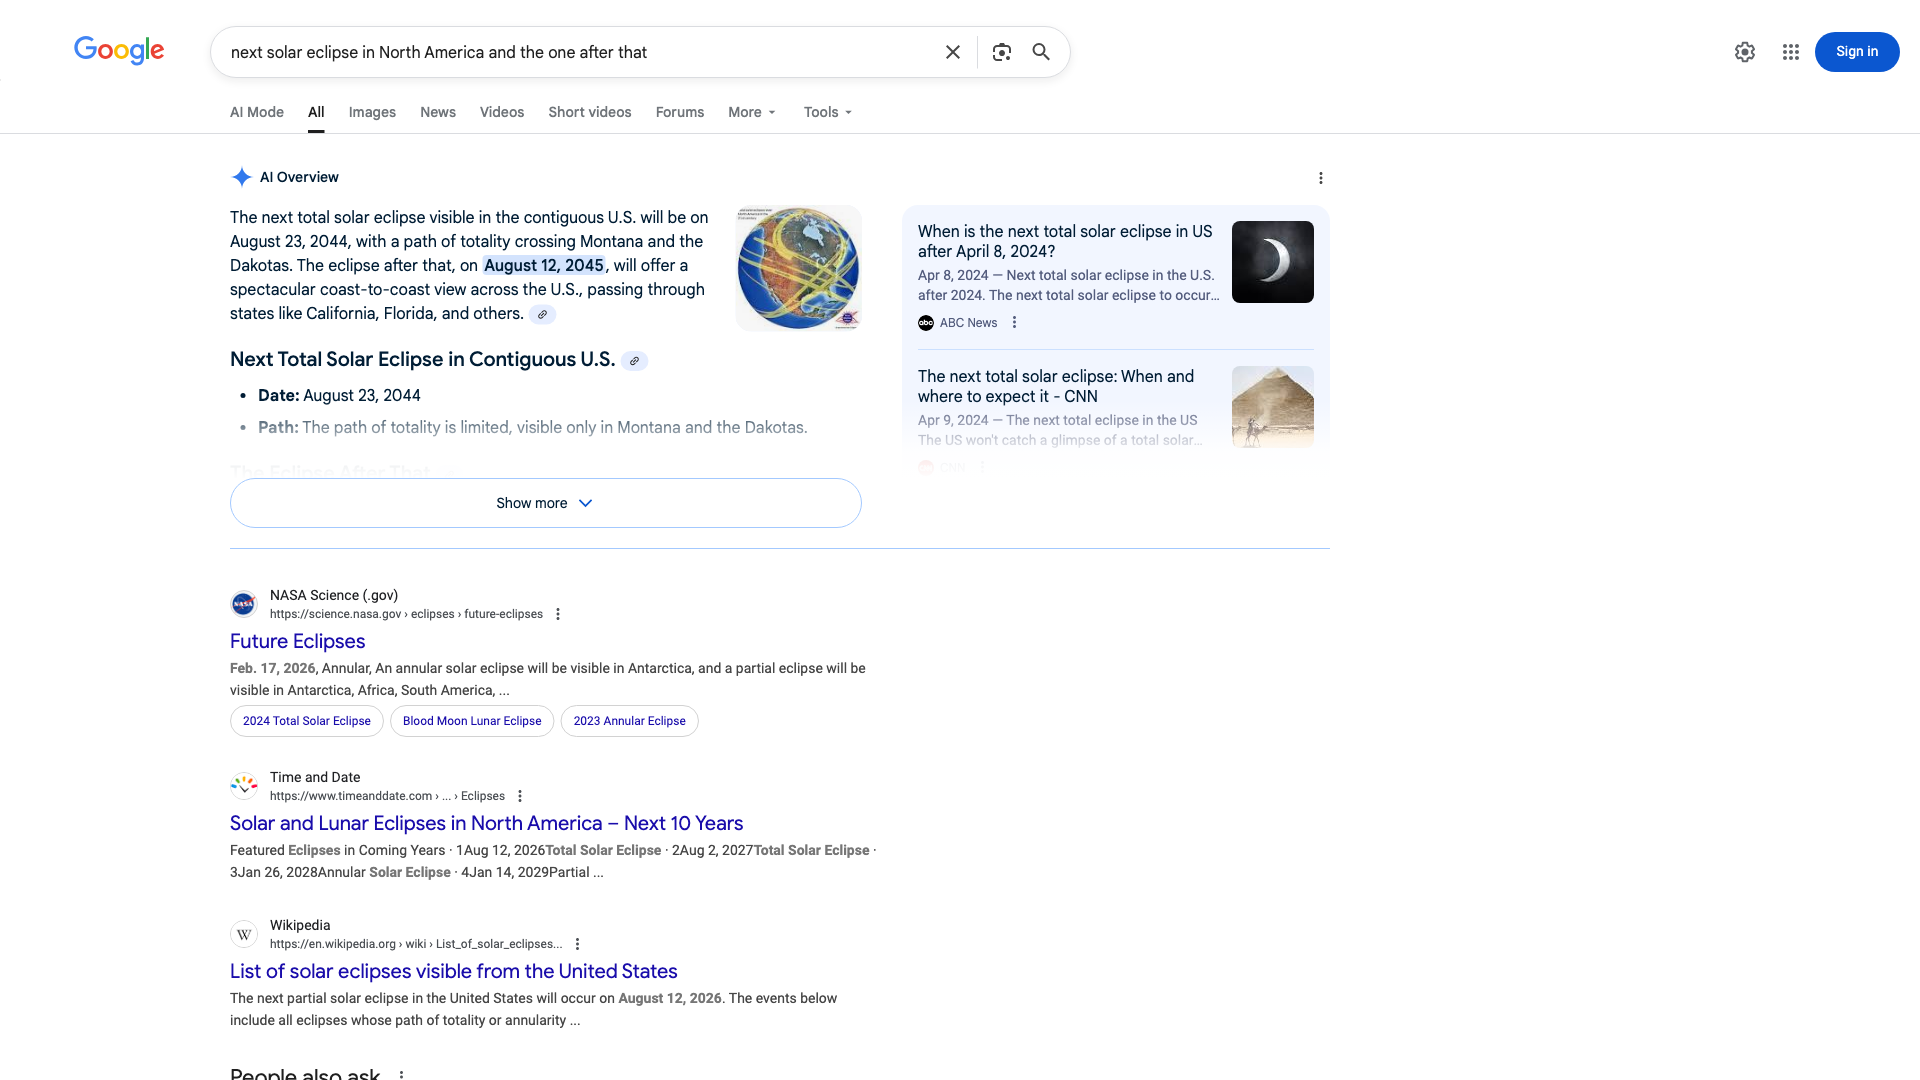 Google
next solar eclipse in North America and the one after that
Sign in
AI Mode
All
Images
News
Videos
Short videos
Forums
More
Tools
AI Overview
The next total solar eclipse visible in the contiguous U.S. will be on
August 23, 2044, with a path of totality crossing Montana and the
Dakotas. The eclipse after that, on August 12, 2045, will offer a
spectacular coast-to-coast view across the U.S., passing through
states like California, Florida, and others.
Next Total Solar Eclipse in Contiguous U.S.
• Date: August 23, 2044
• Path: The path of totality is limited, visible only in Montana and the Dakotas.
The Eclipse After That
Show more
When is the next total solar eclipse in US
after April 8, 2024?
Apr 8, 2024 — Next total solar eclipse in the U.S.
after 2024. The next total solar eclipse to occur...
abc
ABC News
The next total solar eclipse: When and
where to expect it - CNN
Apr 9, 2024 — The next total eclipse in the US
The US won't catch a glimpse of a total solar...
CNN
NASA
NASA Science (.gov)
https://science.nasa.gov › eclipses › future-eclipses
Future Eclipses
Feb. 17, 2026, Annular, An annular solar eclipse will be visible in Antarctica, and a partial eclipse will be
visible in Antarctica, Africa, South America, ...
2024 Total Solar Eclipse
Blood Moon Lunar Eclipse
2023 Annular Eclipse
Time and Date
https://www.timeanddate.com › ... › Eclipses
Solar and Lunar Eclipses in North America – Next 10 Years
Featured Eclipses in Coming Years · 1Aug 12, 2026Total Solar Eclipse · 2Aug 2, 2027Total Solar Eclipse ·
3Jan 26, 2028Annular Solar Eclipse · 4Jan 14, 2029Partial ...
W
Wikipedia
https://en.wikipedia.org › wiki › List_of_solar_eclipses...
List of solar eclipses visible from the United States
The next partial solar eclipse in the United States will occur on August 12, 2026. The events below
include all eclipses whose path of totality or annularity ...
People also ask